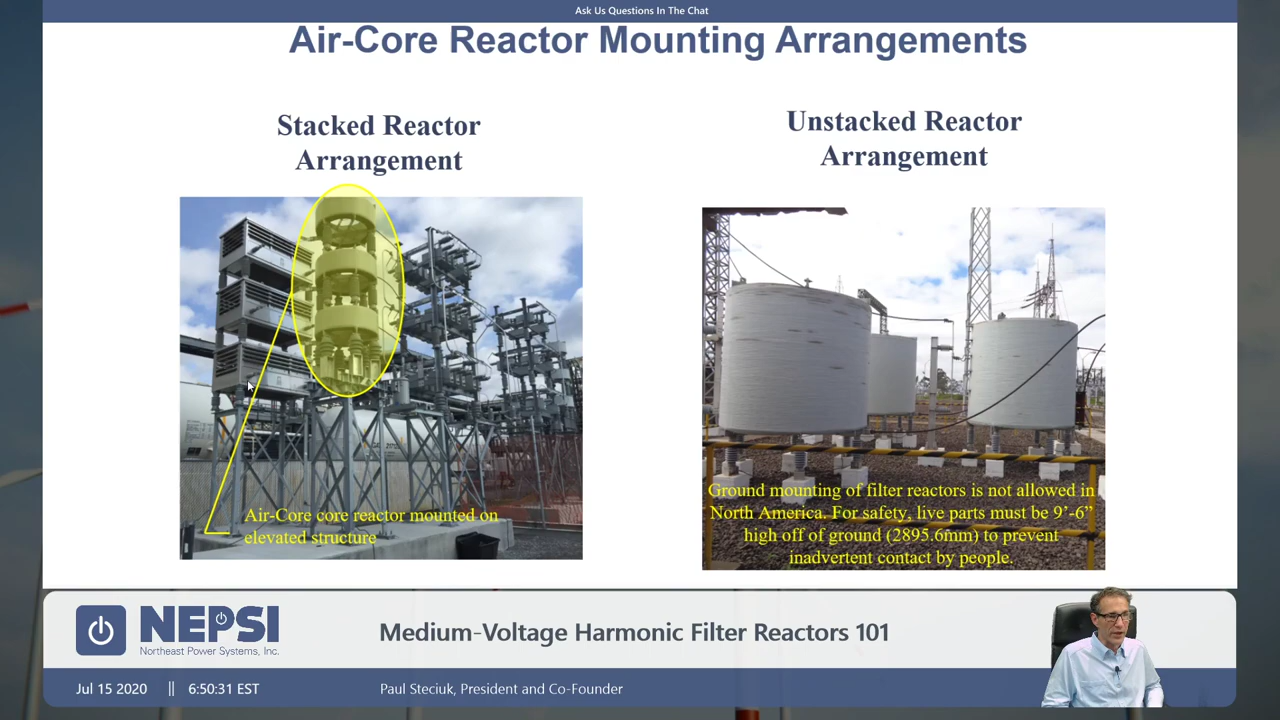 Ask Us Questions In The Chat
Air-Core Reactor Mounting Arrangements
Stacked Reactor
Arrangement
Unstacked Reactor
Arrangement
Air-Core core reactor mounted on
elevated structure
Ground mounting of filter reactors is not allowed in
North America. For safety, live parts must be 9’-6”
high off of ground (2895.6mm) to prevent
inadvertent contact by people.
NEPSI
Northeast Power Systems, Inc.
Medium-Voltage Harmonic Filter Reactors 101
Jul 15 2020 || 6:50:31 EST
Paul Steciuk, President and Co-Founder